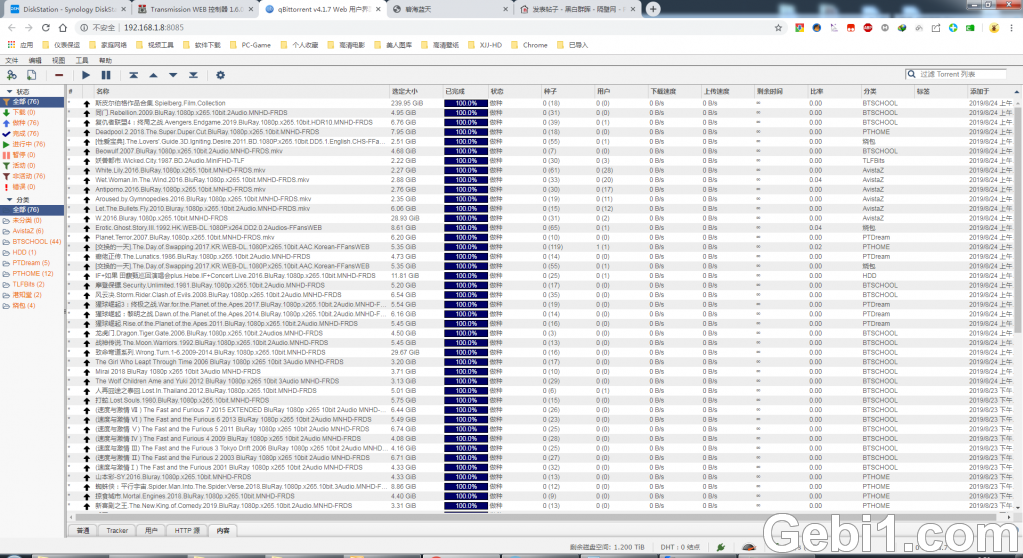 DiskStation - Synology DiskSt
Transmission WEB 控制器 1.6.
qBittorrent v4.1.7 Web 用户界
碧海蓝天
发表帖子 - 黑白群晖 - 隔壁网 -
不安全 | 192.168.1.8:8085
应用 仪表保运 家庭网络 视频工具 软件下载 PC-Game 个人收藏 高清电影 美人图库 高清壁纸 XJJ-HD Chrome 已导入
文件 编辑 视图 工具 帮助
过滤 Torrent 列表
状态
全部 (76)
下载 (0)
做种 (76)
完成 (76)
进行中 (76)
暂停 (0)
活动 (0)
非活动 (76)
错误 (0)
分类
全部 (76)
未分类 (0)
AvistaZ (6)
BTSCHOOL (44)
HDD (1)
PTDream (5)
PTHOME (12)
TLFBits (2)
港知堂 (2)
烧包 (4)
# 名称 选定大小 已完成 状态 种子 用户 下载速度 上传速度 剩余时间 比率 分类 标签 添加于
斯皮尔伯格作品合集.Spielberg.Film.Collection 239.95 GiB 100.0% 做种 0 (18) 0 (0) 0 B/s 0 B/s ∞ 0.00 BTSCHOOL 2019/8/24 上午
Rebellion.2009.BluRay.1080p.x265.10bit.2Audio.MNHD-FRDS 4.95 GiB 100.0% 做种 0 (31) 0 (0) 0 B/s 0 B/s ∞ 0.00 BTSCHOOL 2019/8/24 上午
复仇者联盟4：终局之战.Avengers.Endgame.2019.BluRay.1080p.x265.10bit.HDR10.MNHD-FRDS 6.76 GiB 100.0% 做种 0 (39) 0 (1) 0 B/s 0 B/s ∞ 0.00 BTSCHOOL 2019/8/24 上午
Deadpool.2.2018.The.Super.Duper.Cut.BluRay.1080p.x265.10bit.MNHD-FRDS 7.95 GiB 100.0% 做种 0 (18) 0 (0) 0 B/s 0 B/s ∞ 0.00 PTHOME 2019/8/24 上午
[性爱宝典].The.Lovers'.Guide.3D.Igniting.Desire.2011.BD.1080P.x265.10bit.DD5.1.English.CHS-FFa... 2.51 GiB 100.0% 做种 0 (55) 0 (1) 0 B/s 0 B/s ∞ 0.00 烧包 2019/8/24 上午
Beowulf.2007.BluRay.1080p.x265.10bit.2Audio.MNHD-FRDS.mkv 4.68 GiB 100.0% 做种 0 (7) 0 (0) 0 B/s 0 B/s ∞ 0.00 BTSCHOOL 2019/8/24 上午
妖兽都市.Wicked.City.1987.BD.2Audio.MiniFHD-TLF 2.22 GiB 100.0% 做种 0 (30) 0 (3) 0 B/s 0 B/s ∞ 0.00 TLFBits 2019/8/24 上午
White.Lily.2016.BluRay.1080p.x265.10bit.MNHD-FRDS.mkv 2.27 GiB 100.0% 做种 0 (61) 0 (28) 0 B/s 0 B/s ∞ 0.00 AvistaZ 2019/8/24 上午
Wet.Woman.In.The.Wind.2016.BluRay.1080p.x265.10bit.MNHD-FRDS.mkv 2.88 GiB 100.0% 做种 0 (33) 0 (20) 0 B/s 0 B/s ∞ 0.04 AvistaZ 2019/8/24 上午
Antiporno.2016.BluRay.1080p.x265.10bit.MNHD-FRDS.mkv 2.76 GiB 100.0% 做种 0 (30) 0 (17) 0 B/s 0 B/s ∞ 0.00 AvistaZ 2019/8/24 上午
Aroused.by.Gymnopedies.2016.BluRay.1080p.x265.10bit.MNHD-FRDS.mkv 2.35 GiB 100.0% 做种 0 (19) 0 (11) 0 B/s 0 B/s ∞ 0.00 AvistaZ 2019/8/24 上午
Let.The.Bullets.Fly.2010.BluRay.1080p.x265.10bit.MNHD-FRDS.mkv 6.06 GiB 100.0% 做种 0 (15) 0 (12) 0 B/s 0 B/s ∞ 0.00 AvistaZ 2019/8/24 上午
W.2016.BluRay.1080p.x265.10bit.MNHD-FRDS 28.93 GiB 100.0% 做种 0 (31) 0 (2) 0 B/s 0 B/s ∞ 0.00 AvistaZ 2019/8/24 上午
Erotic.Ghost.Story.III.1992.HK.WEB-DL.1080P.x264.DD2.0.2Audios-FFansWEB 8.61 GiB 100.0% 做种 0 (65) 0 (1) 0 B/s 0 B/s ∞ 0.04 烧包 2019/8/24 上午
Planet.Terror.2007.BluRay.1080p.x265.10bit.MNHD-FRDS.mkv 6.20 GiB 100.0% 做种 0 (10) 0 (0) 0 B/s 0 B/s ∞ 0.00 PTDream 2019/8/24 上午
[交换的一天].The.Day.of.Swapping.2017.KR.WEB-DL.1080P.x265.10bit.AAC.Korean-FFansWEB 5.35 GiB 100.0% 做种 0 (119) 1 (1) 0 B/s 0 B/s ∞ 0.02 PTHOME 2019/8/24 上午
癫佬正传.The.Lunatics.1986.BluRay.1080p.x265.10bit.MNHD-FRDS 4.73 GiB 100.0% 做种 0 (14) 0 (0) 0 B/s 0 B/s ∞ 0.00 PTDream 2019/8/24 上午
[交换的一天].The.Day.of.Swapping.2017.KR.WEB-DL.1080P.x265.10bit.AAC.Korean-FFansWEB 5.35 GiB 100.0% 做种 0 (55) 0 (1) 0 B/s 0 B/s ∞ 0.00 烧包 2019/8/24 上午
IF+如果 田馥甄巡回演唱会plus.Hebe.IF+Concert.Live.2016.BluRay.1080p.x265.10bit.MNHD-FRDS 6.11 GiB 100.0% 做种 0 (25) 0 (1) 0 B/s 0 B/s ∞ 0.00 HDD 2019/8/24 上午
摩登保镖.Security.Unlimited.1981.BluRay.1080p.x265.10bit.MNHD-FRDS 5.20 GiB 100.0% 做种 0 (17) 0 (0) 0 B/s 0 B/s ∞ 0.00 BTSCHOOL 2019/8/24 上午
风云决.Storm.Rider.Clash.of.Evils.2008.BluRay.1080p.x265.10bit.MNHD-FRDS 6.54 GiB 100.0% 做种 0 (35) 0 (0) 0 B/s 0 B/s ∞ 0.00 BTSCHOOL 2019/8/24 上午
猩球崛起3：终极之战.War.for.the.Planet.of.the.Apes.2017.BluRay.1080p.x265.10bit.MNHD-FRDS 5.54 GiB 100.0% 做种 0 (19) 0 (0) 0 B/s 0 B/s ∞ 0.00 PTDream 2019/8/24 上午
猩球崛起：黎明之战.Dawn.of.the.Planet.of.the.Apes.2014.BluRay.1080p.x265.10bit.MNHD-FRDS 6.16 GiB 100.0% 做种 0 (14) 0 (0) 0 B/s 0 B/s ∞ 0.00 PTDream 2019/8/24 上午
猩球崛起.Rise.of.the.Planet.of.the.Apes.2011.BluRay.1080p.x265.10bit.MNHD-FRDS 4.45 GiB 100.0% 做种 0 (16) 0 (0) 0 B/s 0 B/s ∞ 0.00 PTDream 2019/8/24 上午
龙虎门.Dragon.Tiger.Gate.2006.BluRay.1080p.x265.10bit.2Audios.MNHD-FRDS 4.50 GiB 100.0% 做种 0 (3) 0 (0) 0 B/s 0 B/s ∞ 0.00 BTSCHOOL 2019/8/24 上午
战神传说.The.Moon.Warriors.1992.BluRay.1080p.x265.10bit.2Audio.MNHD-FRDS 5.45 GiB 100.0% 做种 0 (13) 0 (0) 0 B/s 0 B/s ∞ 0.00 BTSCHOOL 2019/8/24 上午
致命弯道系列.Wrong.Turn.1-6.2009-2014.BluRay.1080p.x265.10bit.MNHD-FRDS 29.67 GiB 100.0% 做种 0 (16) 0 (0) 0 B/s 0 B/s ∞ 0.00 BTSCHOOL 2019/8/24 上午
The Girl Who Leapt Through Time 2006 BluRay 1080p x265 10bit MNHD-FRDS 3.20 GiB 100.0% 做种 0 (17) 0 (0) 0 B/s 0 B/s ∞ 0.00 BTSCHOOL 2019/8/24 上午
Mirai 2018 BluRay 1080p x265 10bit MNHD-FRDS 3.71 GiB 100.0% 做种 0 (10) 0 (0) 0 B/s 0 B/s ∞ 0.00 BTSCHOOL 2019/8/24 上午
The Wolf Children Ame and Yuki 2012 BluRay 1080p x265 10bit MNHD-FRDS 3.13 GiB 100.0% 做种 0 (29) 0 (0) 0 B/s 0 B/s ∞ 0.00 BTSCHOOL 2019/8/24 上午
人再囧途之泰囧.Lost.in.Thailand.2012.BluRay.1080p.x265.10bit.MNHD-FRDS 5.01 GiB 100.0% 做种 0 (6) 0 (1) 0 B/s 0 B/s ∞ 0.00 BTSCHOOL 2019/8/23 下午
打蛇.Lost.Souls.1980.BluRay.1080p.x265.10bit.MNHD-FRDS 5.75 GiB 100.0% 做种 0 (15) 0 (0) 0 B/s 0 B/s ∞ 0.00 BTSCHOOL 2019/8/23 下午
(速度与激情 VII ) The Fast and Furious 7 2015 EXTENDED BluRay 1080p x265 10bit 2Audio MNHD-... 6.44 GiB 100.0% 做种 0 (26) 0 (0) 0 B/s 0 B/s ∞ 0.00 BTSCHOOL 2019/8/23 下午
(速度与激情 VI ) The Fast and the Furious 6 2013 BluRay 1080p x265 10bit 2Audio MNHD-FRDS 5.49 GiB 100.0% 做种 0 (23) 0 (0) 0 B/s 0 B/s ∞ 0.00 BTSCHOOL 2019/8/23 下午
(速度与激情 V ) The Fast and the Furious 5 2011 BluRay 1080p x265 10bit 2Audio MNHD-FRDS 6.74 GiB 100.0% 做种 0 (28) 0 (0) 0 B/s 0 B/s ∞ 0.00 BTSCHOOL 2019/8/23 下午
(速度与激情 IV ) The Fast and Furious 4 2009 BluRay 1080p x265 10bit 2Audio MNHD-FRDS 4.08 GiB 100.0% 做种 0 (28) 0 (0) 0 B/s 0 B/s ∞ 0.00 BTSCHOOL 2019/8/23 下午
(速度与激情 III) The Fast and the Furious 3 Tokyo Drift 2006 BluRay 1080p x265 10bit 2Audio MNHD-... 4.16 GiB 100.0% 做种 0 (25) 0 (0) 0 B/s 0 B/s ∞ 0.00 BTSCHOOL 2019/8/23 下午
(速度与激情 II) The Fast and the Furious 2 2003 BluRay 1080p x265 10bit 2Audio MNHD-FRDS 6.71 GiB 100.0% 做种 0 (27) 0 (0) 0 B/s 0 B/s ∞ 0.00 BTSCHOOL 2019/8/23 下午
(速度与激情 I ) The Fast and the Furious 2001 BluRay 1080p x265 10bit 2Audio MNHD-FRDS 4.33 GiB 100.0% 做种 0 (32) 0 (0) 0 B/s 0 B/s ∞ 0.00 BTSCHOOL 2019/8/23 下午
山本彩-SY.2016.BluRay.1080p.x265.10bit.MNHD-FRDS 4.33 GiB 100.0% 做种 0 (13) 0 (0) 0 B/s 0 B/s ∞ 0.00 PTHOME 2019/8/23 下午
蜘蛛侠：平行宇宙.Spider.Man.Into.The.Spider.Verse.2018.BluRay.1080p.x265.10bit.MNHD-FRDS 8.86 GiB 100.0% 做种 0 (26) 0 (0) 0 B/s 0 B/s ∞ 0.00 PTHOME 2019/8/23 下午
掠食城市.Mortal.Engines.2018.BluRay.1080p.x265.10bit.MNHD-FRDS 4.40 GiB 100.0% 做种 0 (9) 0 (0) 0 B/s 0 B/s ∞ 0.00 PTHOME 2019/8/23 下午
新喜剧之王.The.New.King.of.Comedy.2019.BluRay.1080p.x265.10bit.MNHD-FRDS 3.31 GiB 100.0% 做种 0 (13) 0 (0) 0 B/s 0 B/s ∞ 0.00 PTHOME 2019/8/23 下午
普通 Tracker 用户 HTTP 源 内容
剩余磁盘空间: 1.200 TiB DHT : 0 结点
Gebi1.com